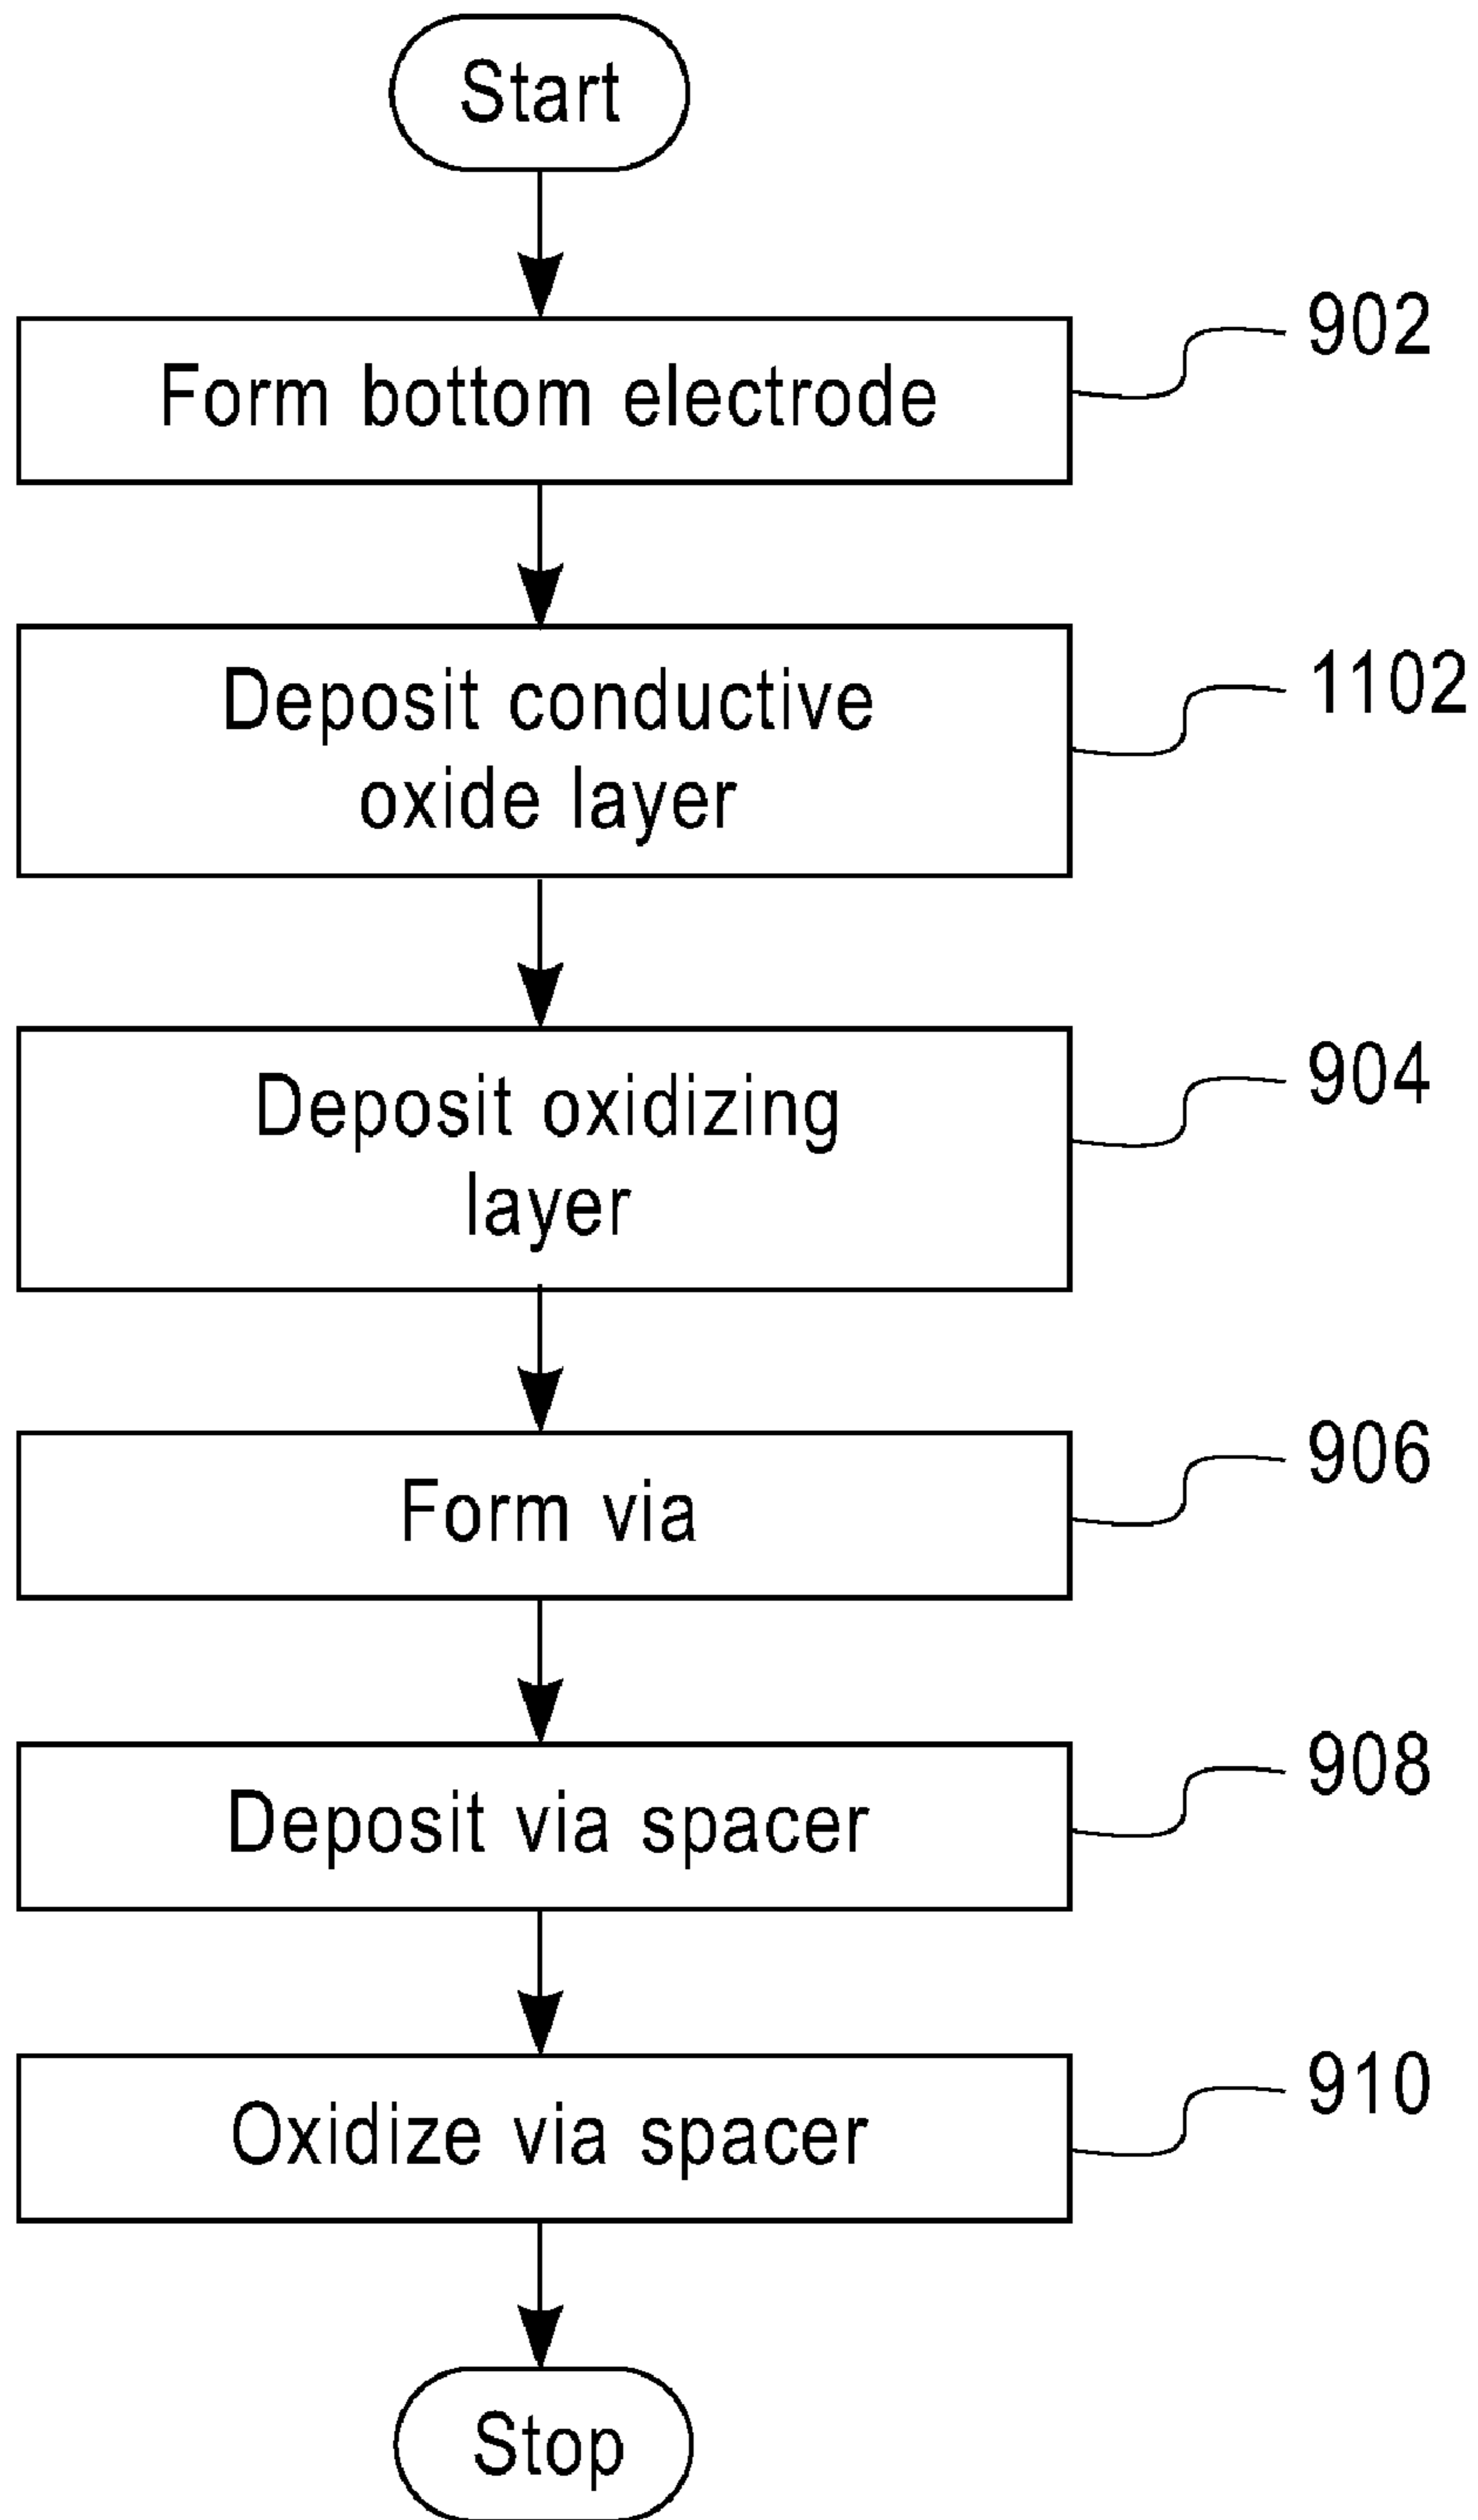 Start
Form bottom electrode
902
Deposit conductive
oxide layer
1102
Deposit oxidizing
layer
904
Form via
906
Deposit via spacer
908
Oxidize via spacer
910
Stop